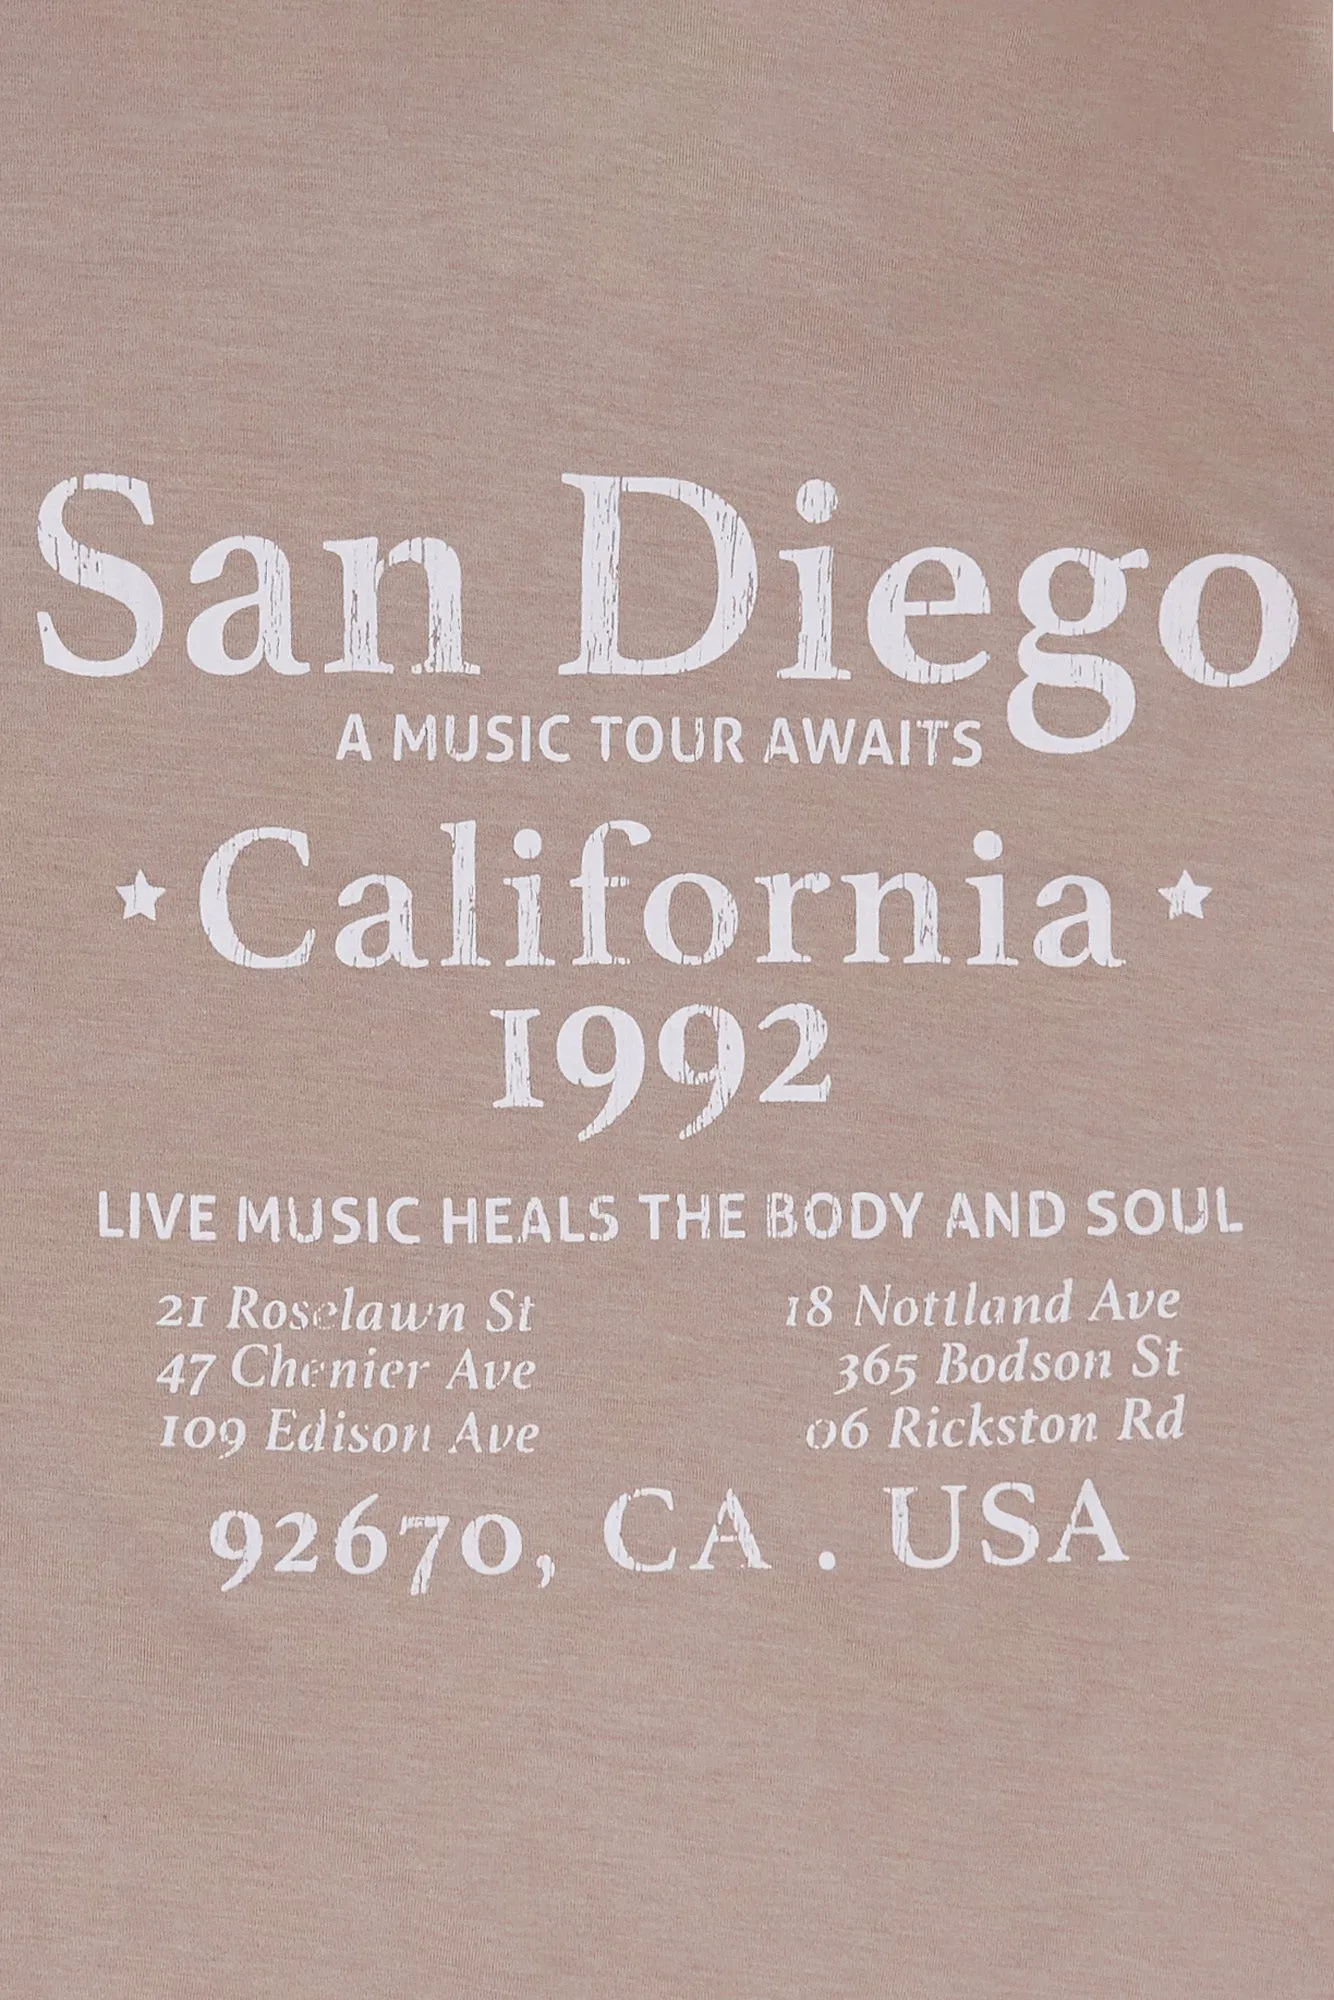 San Diego
A MUSIC TOUR AWAITS
California
1992
LIVE MUSIC HEALS THE BODY AND SOUL
21 Roselawn St
18 Nottland Ave
47 Chenier Ave
365 Bodson St
109 Edison Ave
06 Rickston Rd
92670, CA . USA